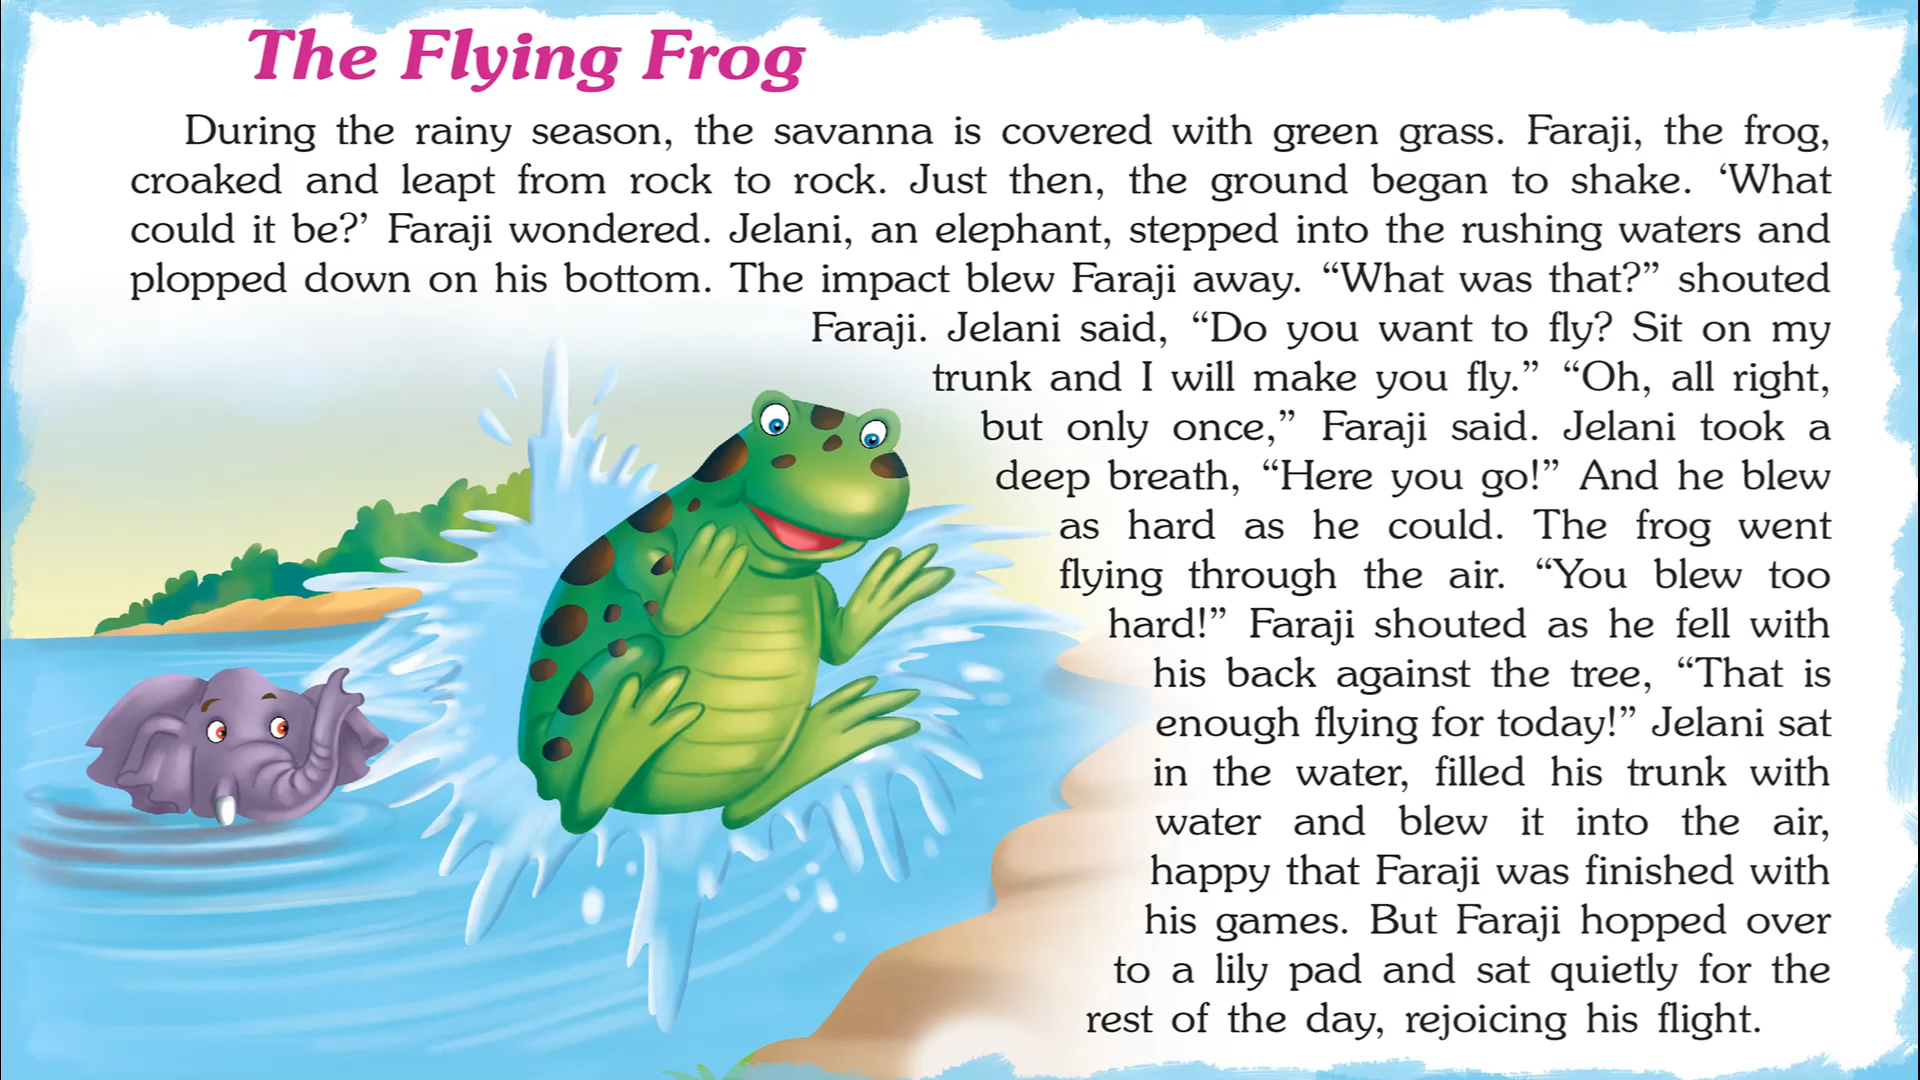 The Flying Frog
During the rainy season, the savanna is covered with green grass. Faraji, the frog,
croaked and leapt from rock to rock. Just then, the ground began to shake. ‘What
could it be?’ Faraji wondered. Jelani, an elephant, stepped into the rushing waters and
plopped down on his bottom. The impact blew Faraji away. “What was that?” shouted
Faraji. Jelani said, “Do you want to fly? Sit on my
trunk and I will make you fly.” “Oh, all right,
but only once,” Faraji said. Jelani took a
deep breath, “Here you go!” And he blew
as hard as he could. The frog went
flying through the air. “You blew too
hard!” Faraji shouted as he fell with
his back against the tree, “That is
enough flying for today!” Jelani sat
in the water, filled his trunk with
water and blew it into the air,
happy that Faraji was finished with
his games. But Faraji hopped over
to a lily pad and sat quietly for the
rest of the day, rejoicing his flight.